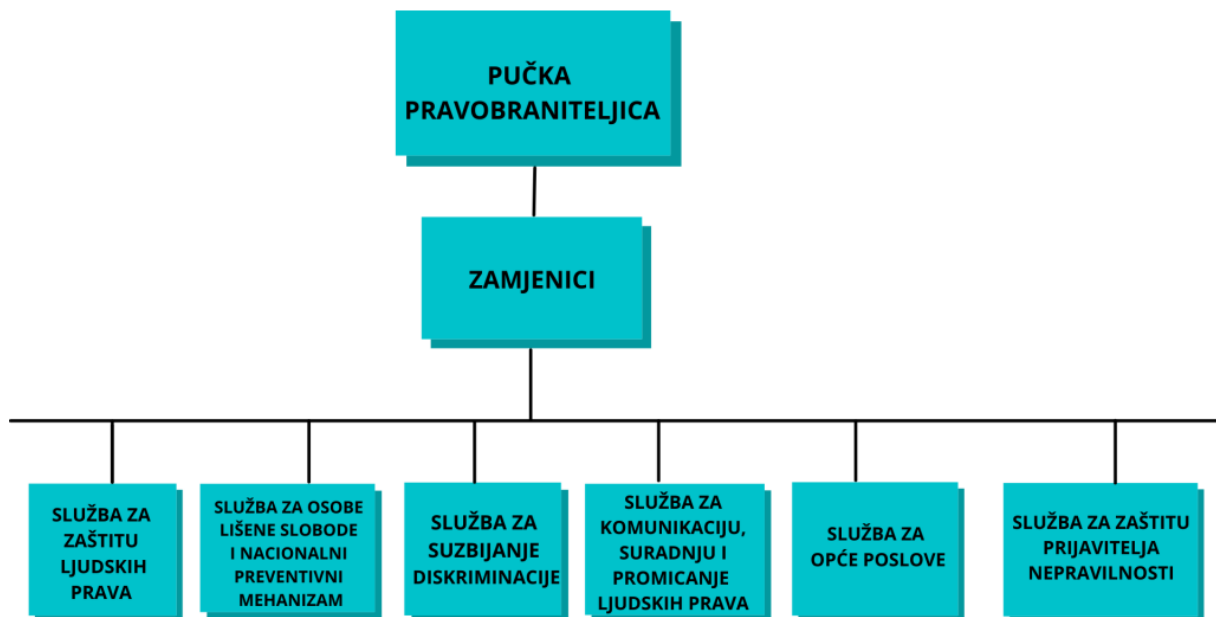 PUČKA
PRAVOBRANITELJICA
ZAMJENICI
SLUŽBA ZA
ZAŠTITU
LJUDSKIH
PRAVA
SLUŽBA ZA OSOBE
LIŠENE SLOBODE
I NACIONALNI
PREVENTIVNI
MEHANIZAM
SLUŽBA ZA
SUZBIJANJE
DISKRIMINACIJE
SLUŽBA ZA
KOMUNIKACIJU,
SURADNJU I
PROMICANJE
LJUDSKIH PRAVA
SLUŽBA ZA
OPĆE POSLOVE
SLUŽBA ZA ZAŠTITU
PRIJAVITELJA
NEPRAVILNOSTI